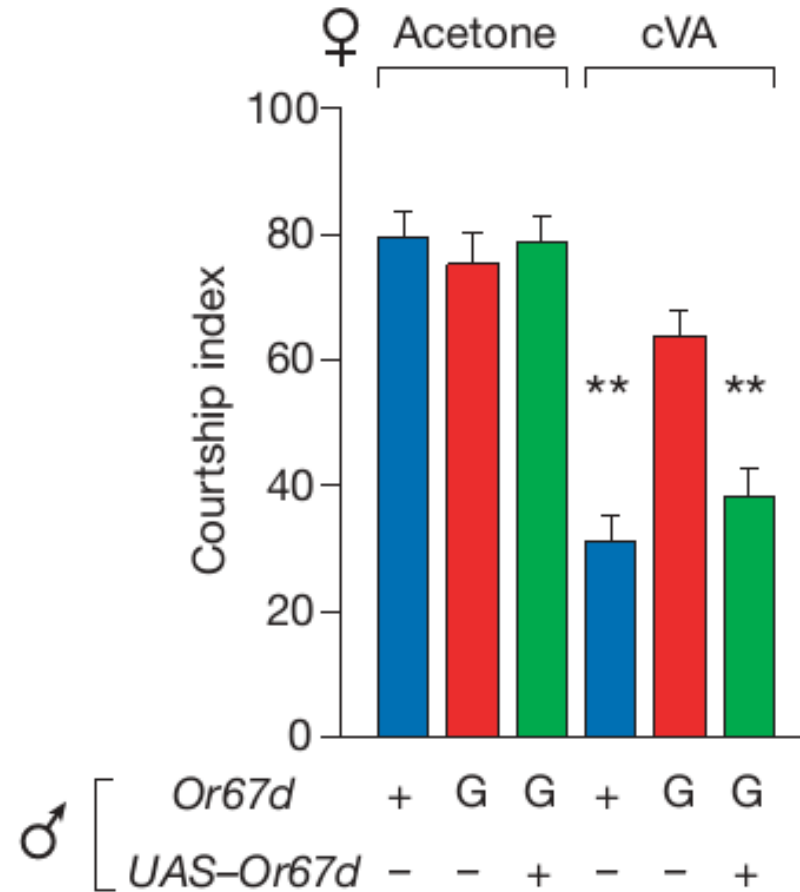 ♀ Acetone cVA
100
80
60
40
20
0
Courtship index
** **
♂ Or67d + G G + G G
UAS–Or67d – – + – – +